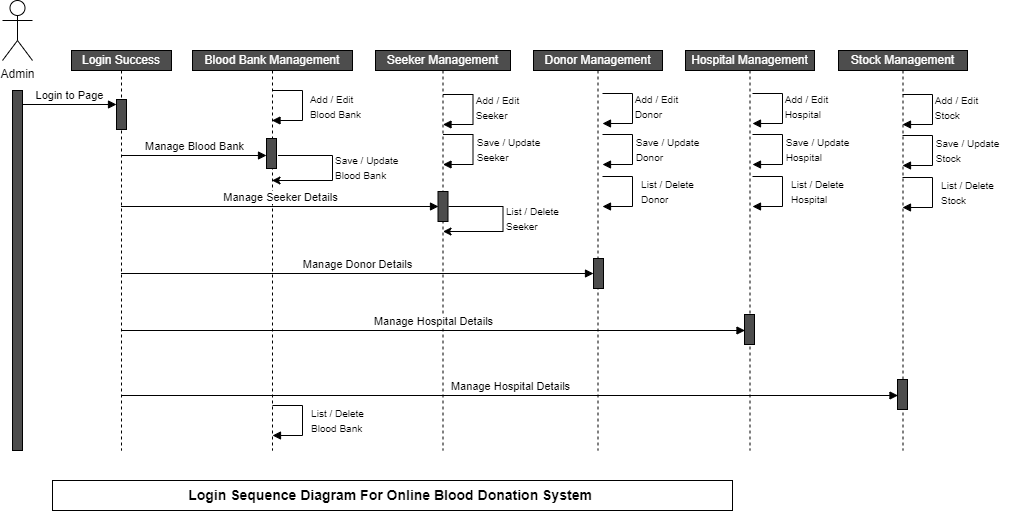 Admin
Login Success
Blood Bank Management
Seeker Management
Donor Management
Hospital Management
Stock Management
Login to Page
Add / Edit
Blood Bank
Add / Edit
Seeker
Add / Edit
Donor
Add / Edit
Hospital
Add / Edit
Stock
Manage Blood Bank
Save / Update
Blood Bank
Save / Update
Seeker
Save / Update
Donor
Save / Update
Hospital
Save / Update
Stock
Manage Seeker Details
List / Delete
Seeker
List / Delete
Donor
List / Delete
Hospital
List / Delete
Stock
Manage Donor Details
Manage Hospital Details
Manage Hospital Details
List / Delete
Blood Bank
Login Sequence Diagram For Online Blood Donation System